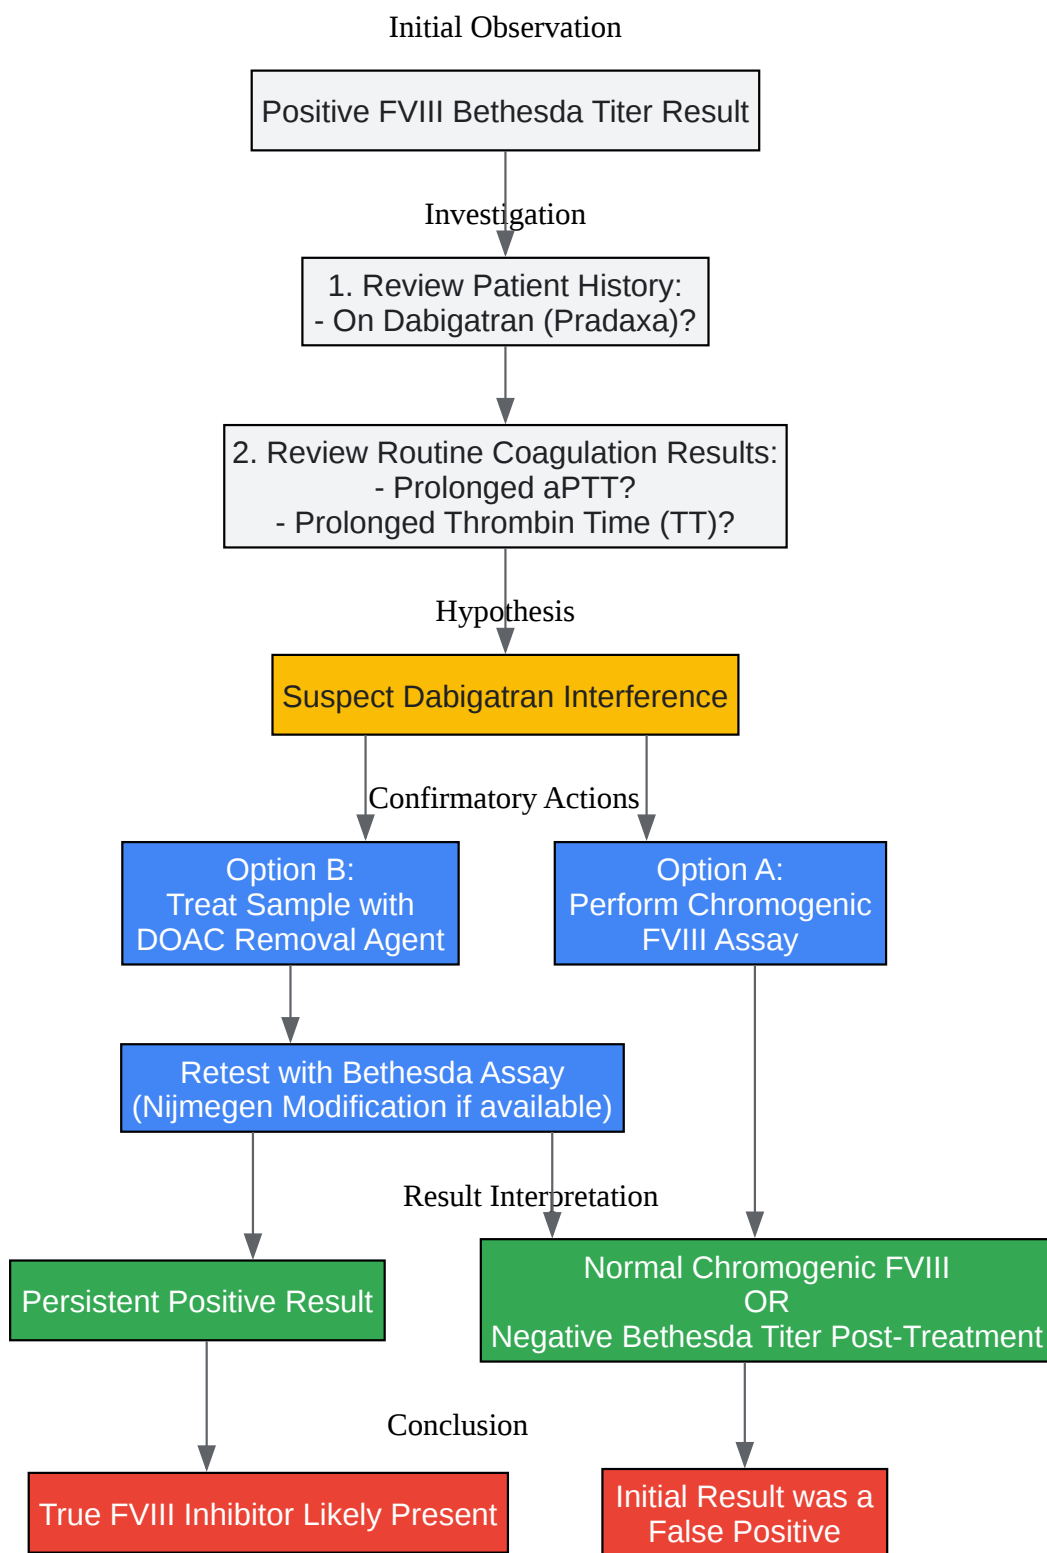 Initial Observation
Positive FVIII Bethesda Titer Result
Investigation
1. Review Patient History:
- On Dabigatran (Pradaxa)?
2. Review Routine Coagulation Results:
- Prolonged aPTT?
- Prolonged Thrombin Time (TT)?
Hypothesis
Suspect Dabigatran Interference
Confirmatory Actions
Option B:
Treat Sample with
DOAC Removal Agent
Option A:
Perform Chromogenic
FVIII Assay
Retest with Bethesda Assay
(Nijmegen Modification if available)
Result Interpretation
Persistent Positive Result
Normal Chromogenic FVIII
OR
Negative Bethesda Titer Post-Treatment
Conclusion
True FVIII Inhibitor Likely Present
Initial Result was a
False Positive